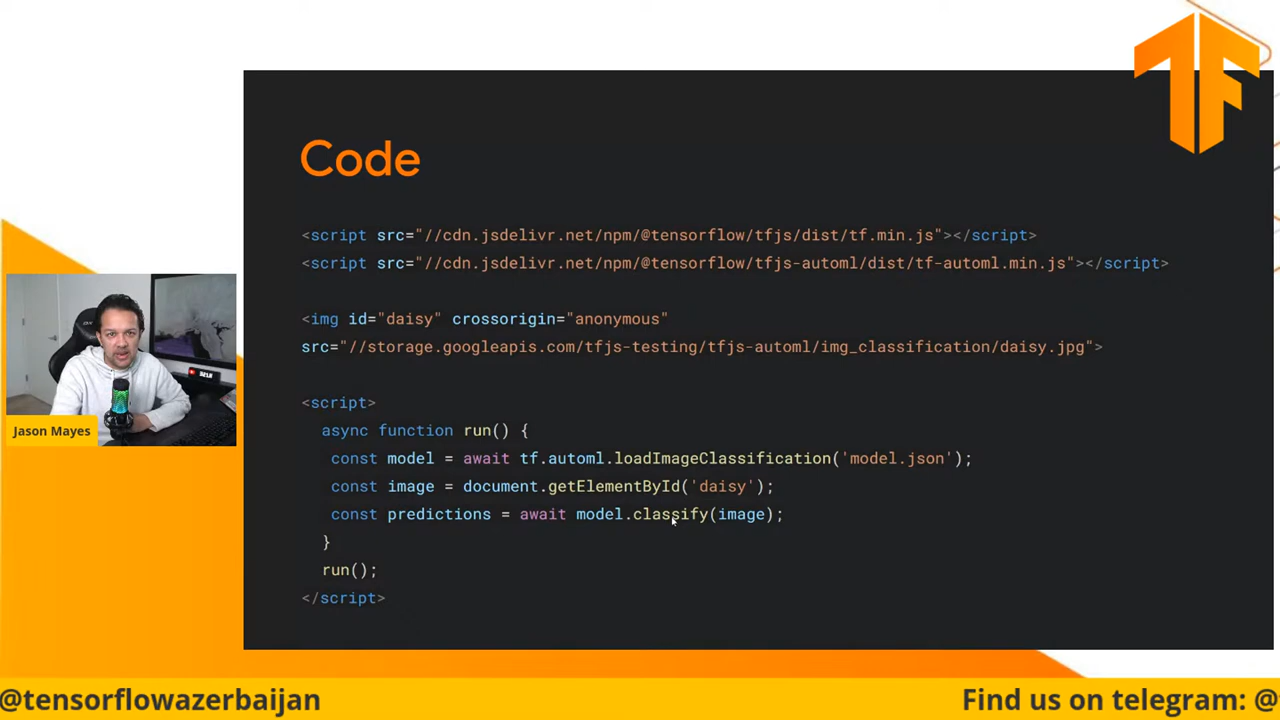 Code
<script src="//cdn.jsdelivr.net/npm/@tensorflow/tfjs/dist/tf.min.js"></script>
<script src="//cdn.jsdelivr.net/npm/@tensorflow/tfjs-automl/dist/tf-automl.min.js"></script>
<img id="daisy" crossorigin="anonymous"
src="//storage.googleapis.com/tfjs-testing/tfjs-automl/img_classification/daisy.jpg">
<script>
async function run() {
const model = await tf.automl.loadImageClassification('model.json');
const image = document.getElementById('daisy');
const predictions = await model.classify(image);
}
run();
</script>
Jason Mayes
@tensorflowazerbaijan
Find us on telegram: @